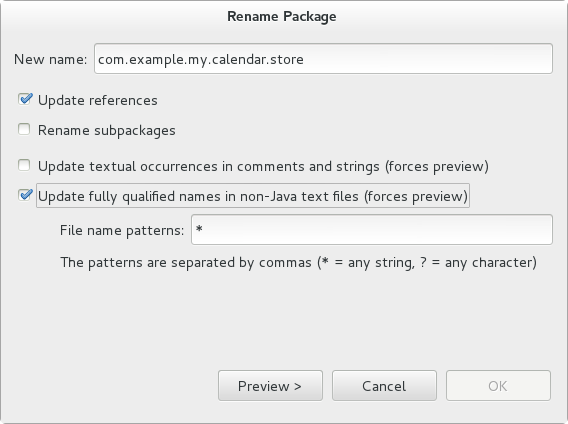 Rename Package
New name: com.example.my.calendar.store
Update references
Rename subpackages
Update textual occurrences in comments and strings (forces preview)
Update fully qualified names in non-Java text files (forces preview)
File name patterns: *
The patterns are separated by commas (* = any string, ? = any character)
Preview > Cancel OK